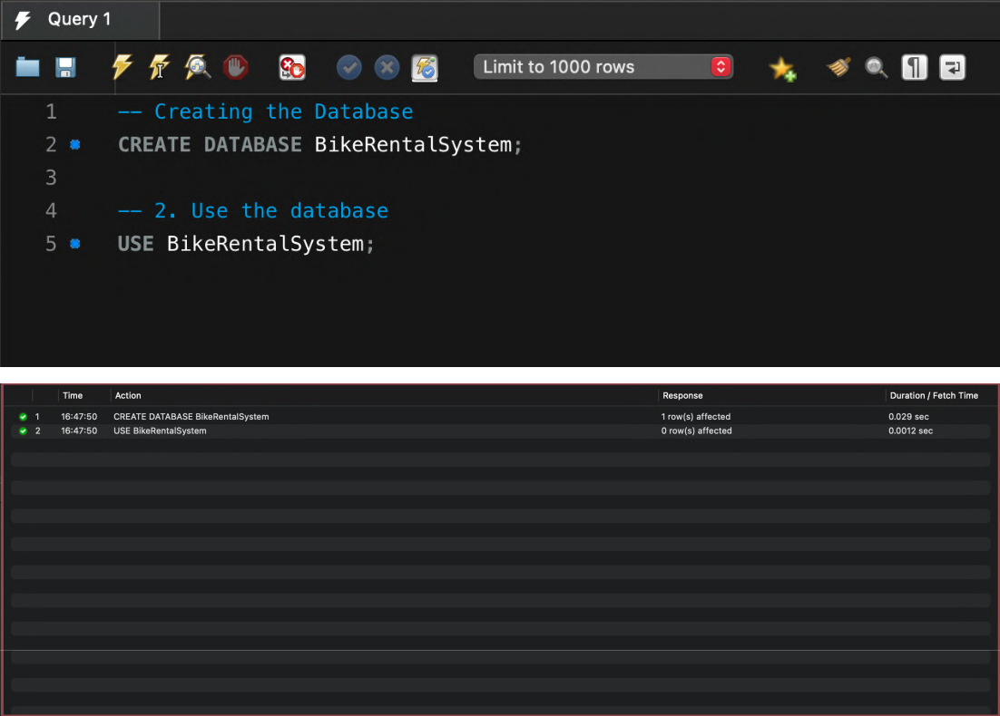 Query 1
Limit to 1000 rows
1 -- Creating the Database
2 CREATE DATABASE BikeRentalSystem;
3
4 -- 2. Use the database
5 USE BikeRentalSystem;
Time Action Response Duration / Fetch Time
1 16:47:50 CREATE DATABASE BikeRentalSystem 1 row(s) affected 0.029 sec
2 16:47:50 USE BikeRentalSystem 0 row(s) affected 0.0012 sec